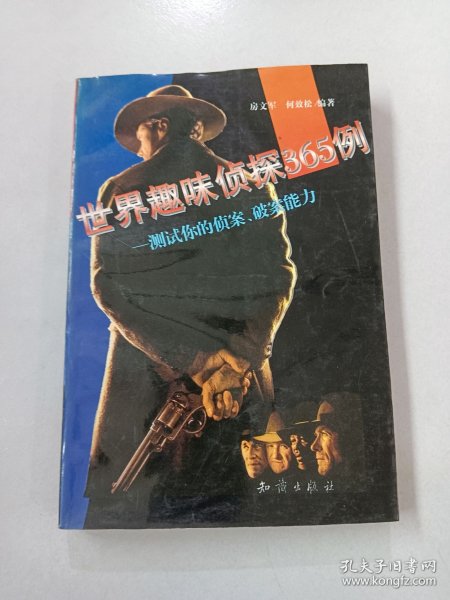 房文军 何效松 编著
世界趣味侦探365例
—测试你的侦案、破案能力
知识出版社
孔夫子旧书网
www.kongfz.com